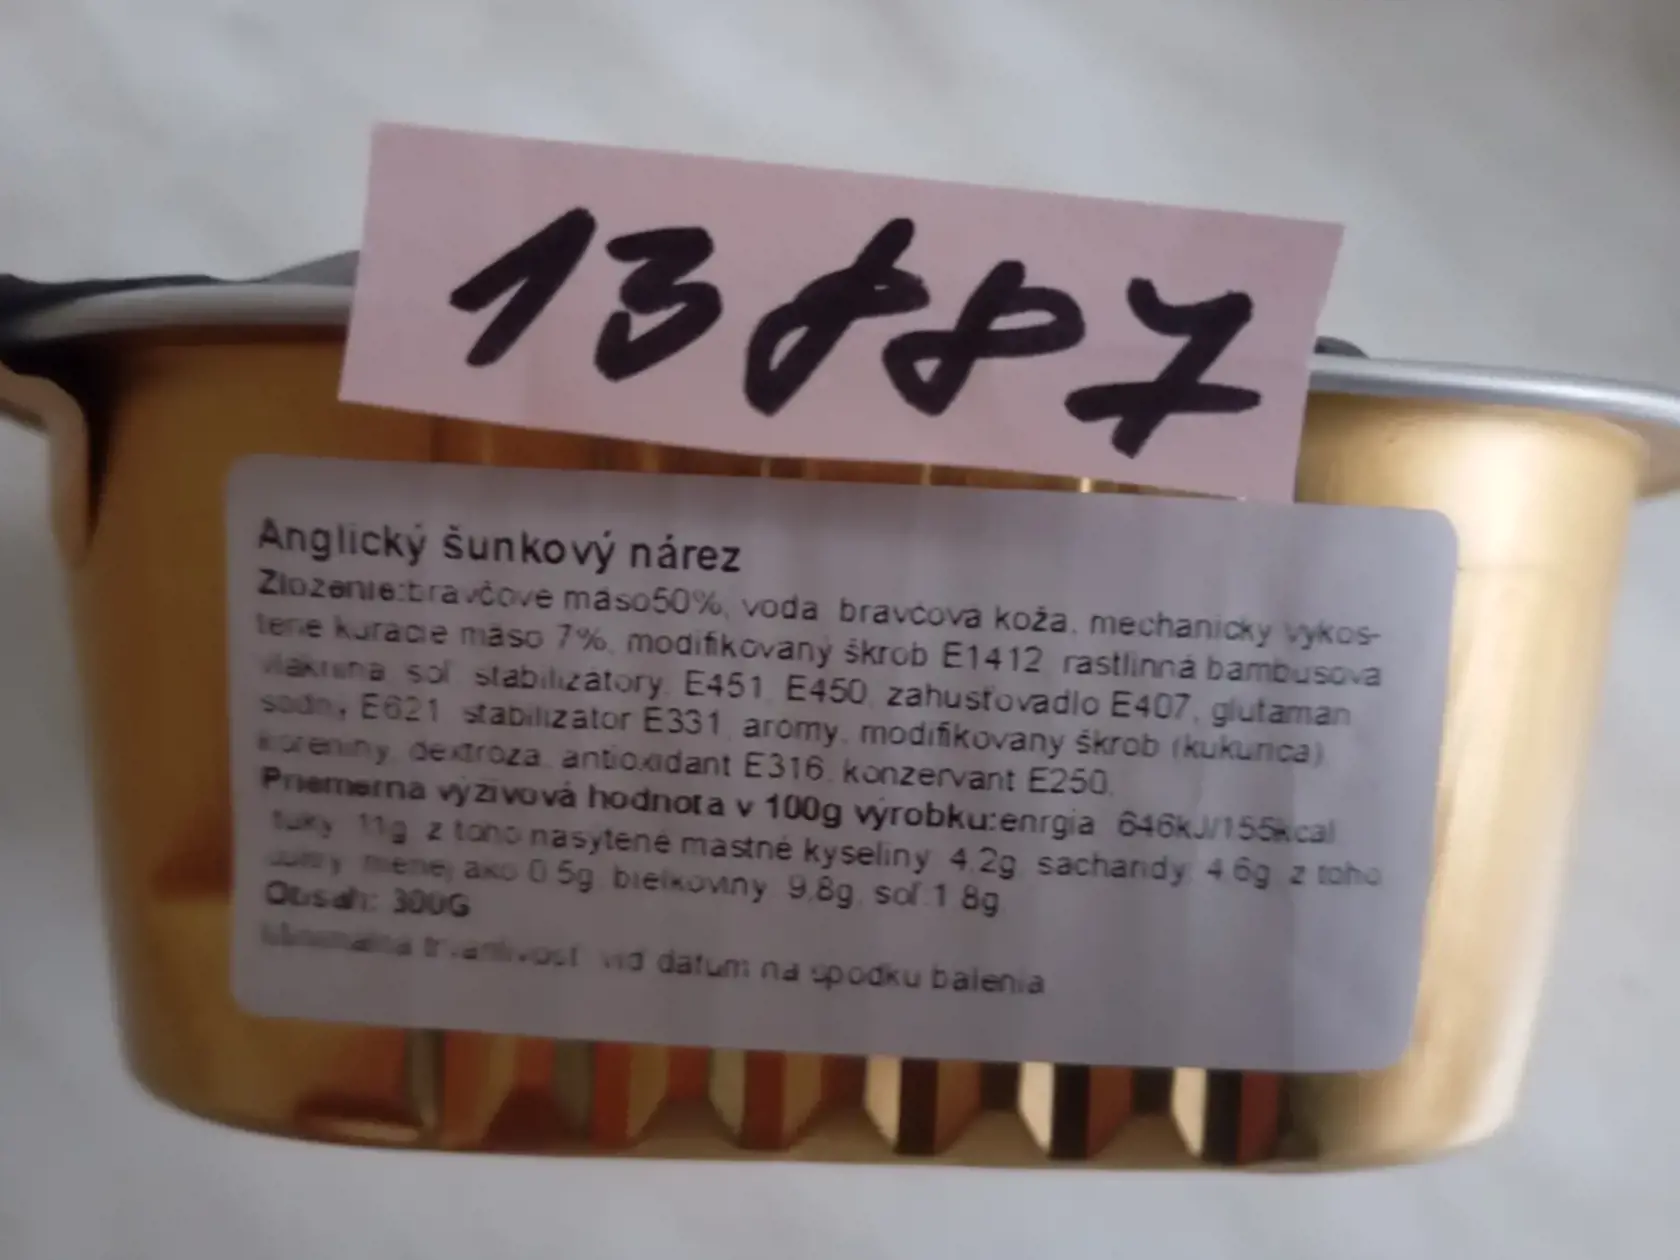 13887
Anglický šunkový nárez
Zloženie:bravčové mäso50%, voda, bravčová koža, mechanicky vykos-
tené kuracie mäso 7%, modifikovaný škrob E1412, rastlinná bambusová
vláknina, soľ, stabilizátory, E451, E450, zahusťovadlo E407, glutaman
sodný E621, stabilizátor E331, arómy, modifikovaný škrob (kukurica),
koreniny, dextróza, antioxidant E316, konzervant E250,
Priemerná výživová hodnota v 100g výrobku:enrgia 646kJ/155kcal
tuky 11g, z toho nasýtené mastné kyseliny 4,2g, sacharidy 4,6g, z toho
cukry menej ako 0,5g, bielkoviny 9,8g, soľ 1,8g,
Obsah: 300G
Minimálna trvanlivosť: viď dátum na spodku balenia